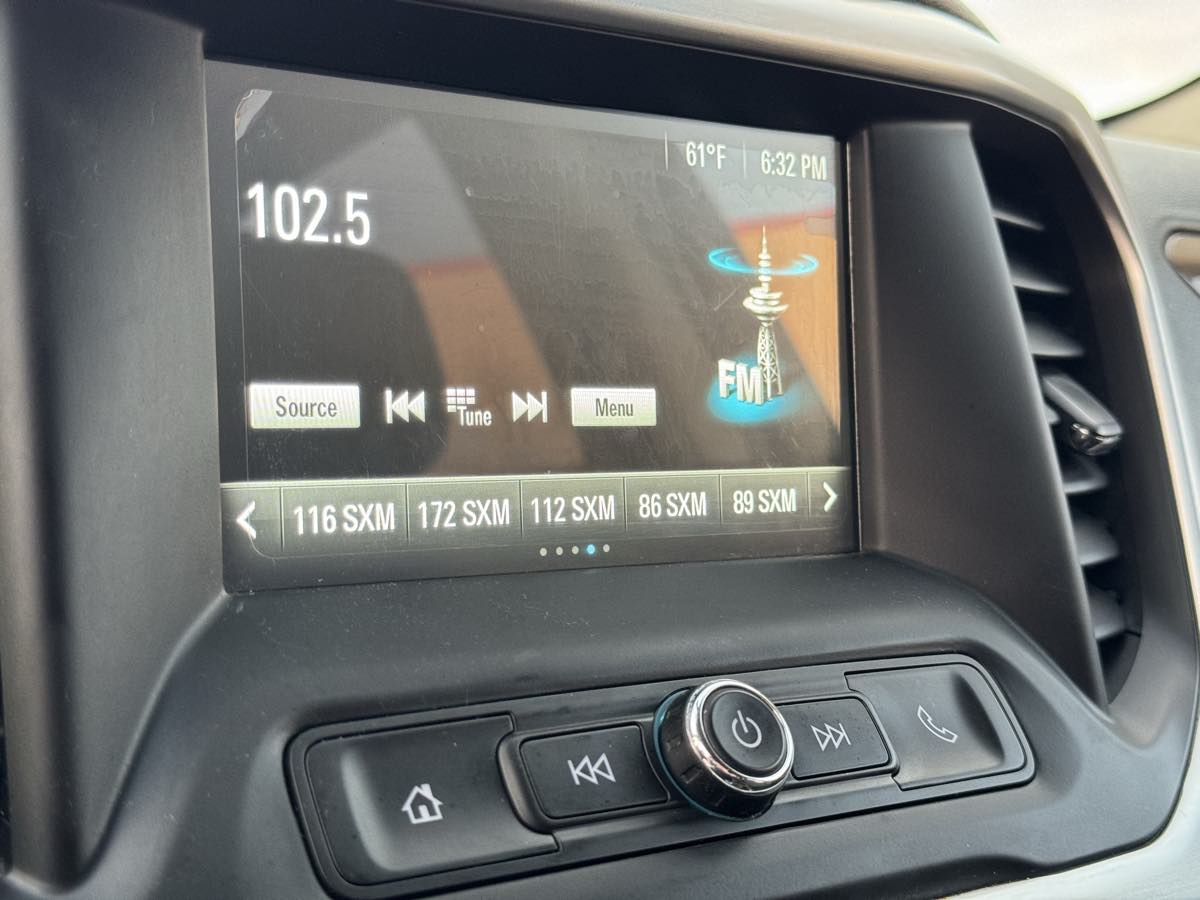 61°F 6:32 PM
102.5
FM
Source Tune Menu
116 SXM 172 SXM 112 SXM 86 SXM 89 SXM